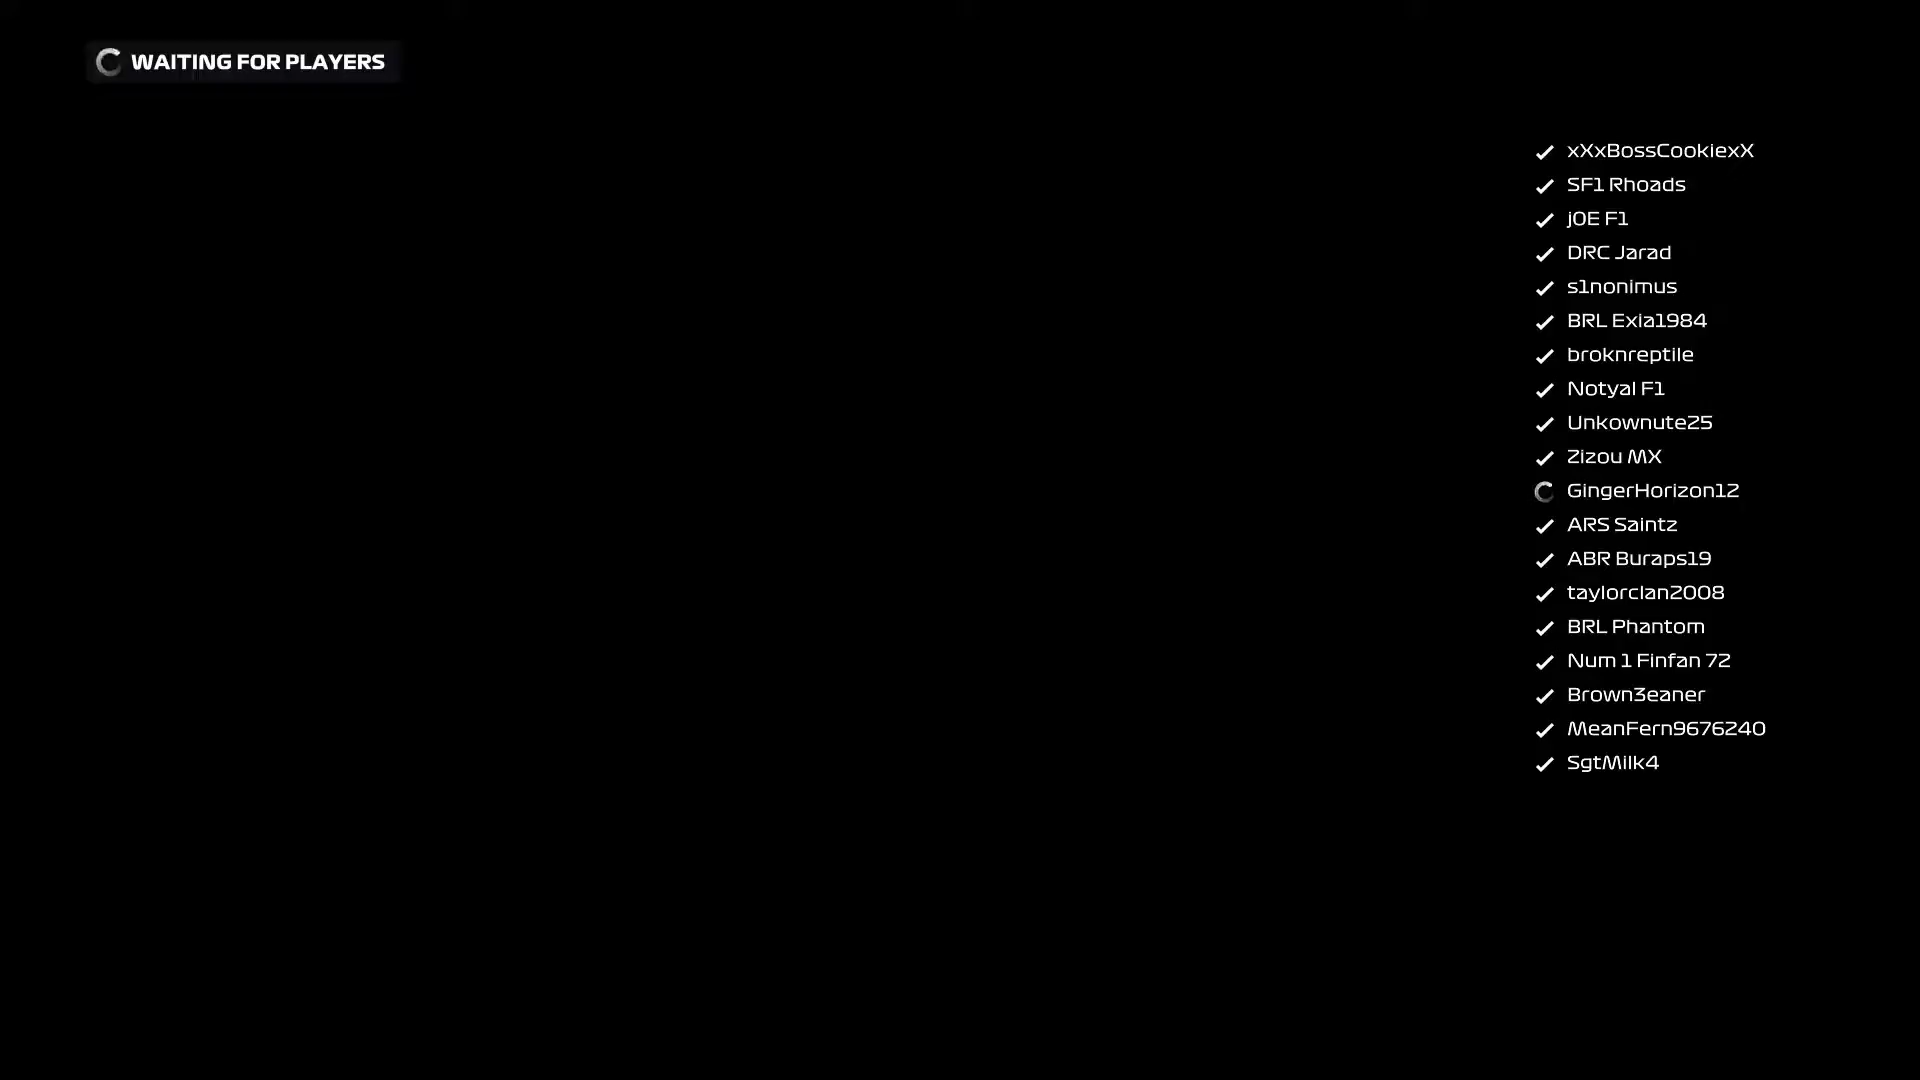 WAITING FOR PLAYERS
xXxBossCookiexX
SF1 Rhoads
j0E F1
DRC Jarad
s1nonimus
BRL Exia1984
broknreptile
Notyal F1
Unkownute25
Zizou MX
GingerHorizon12
ARS Saintz
ABR Buraps19
taylorclan2008
BRL Phantom
Num 1 Finfan 72
Brown3eaner
MeanFern9676240
SgtMilk4